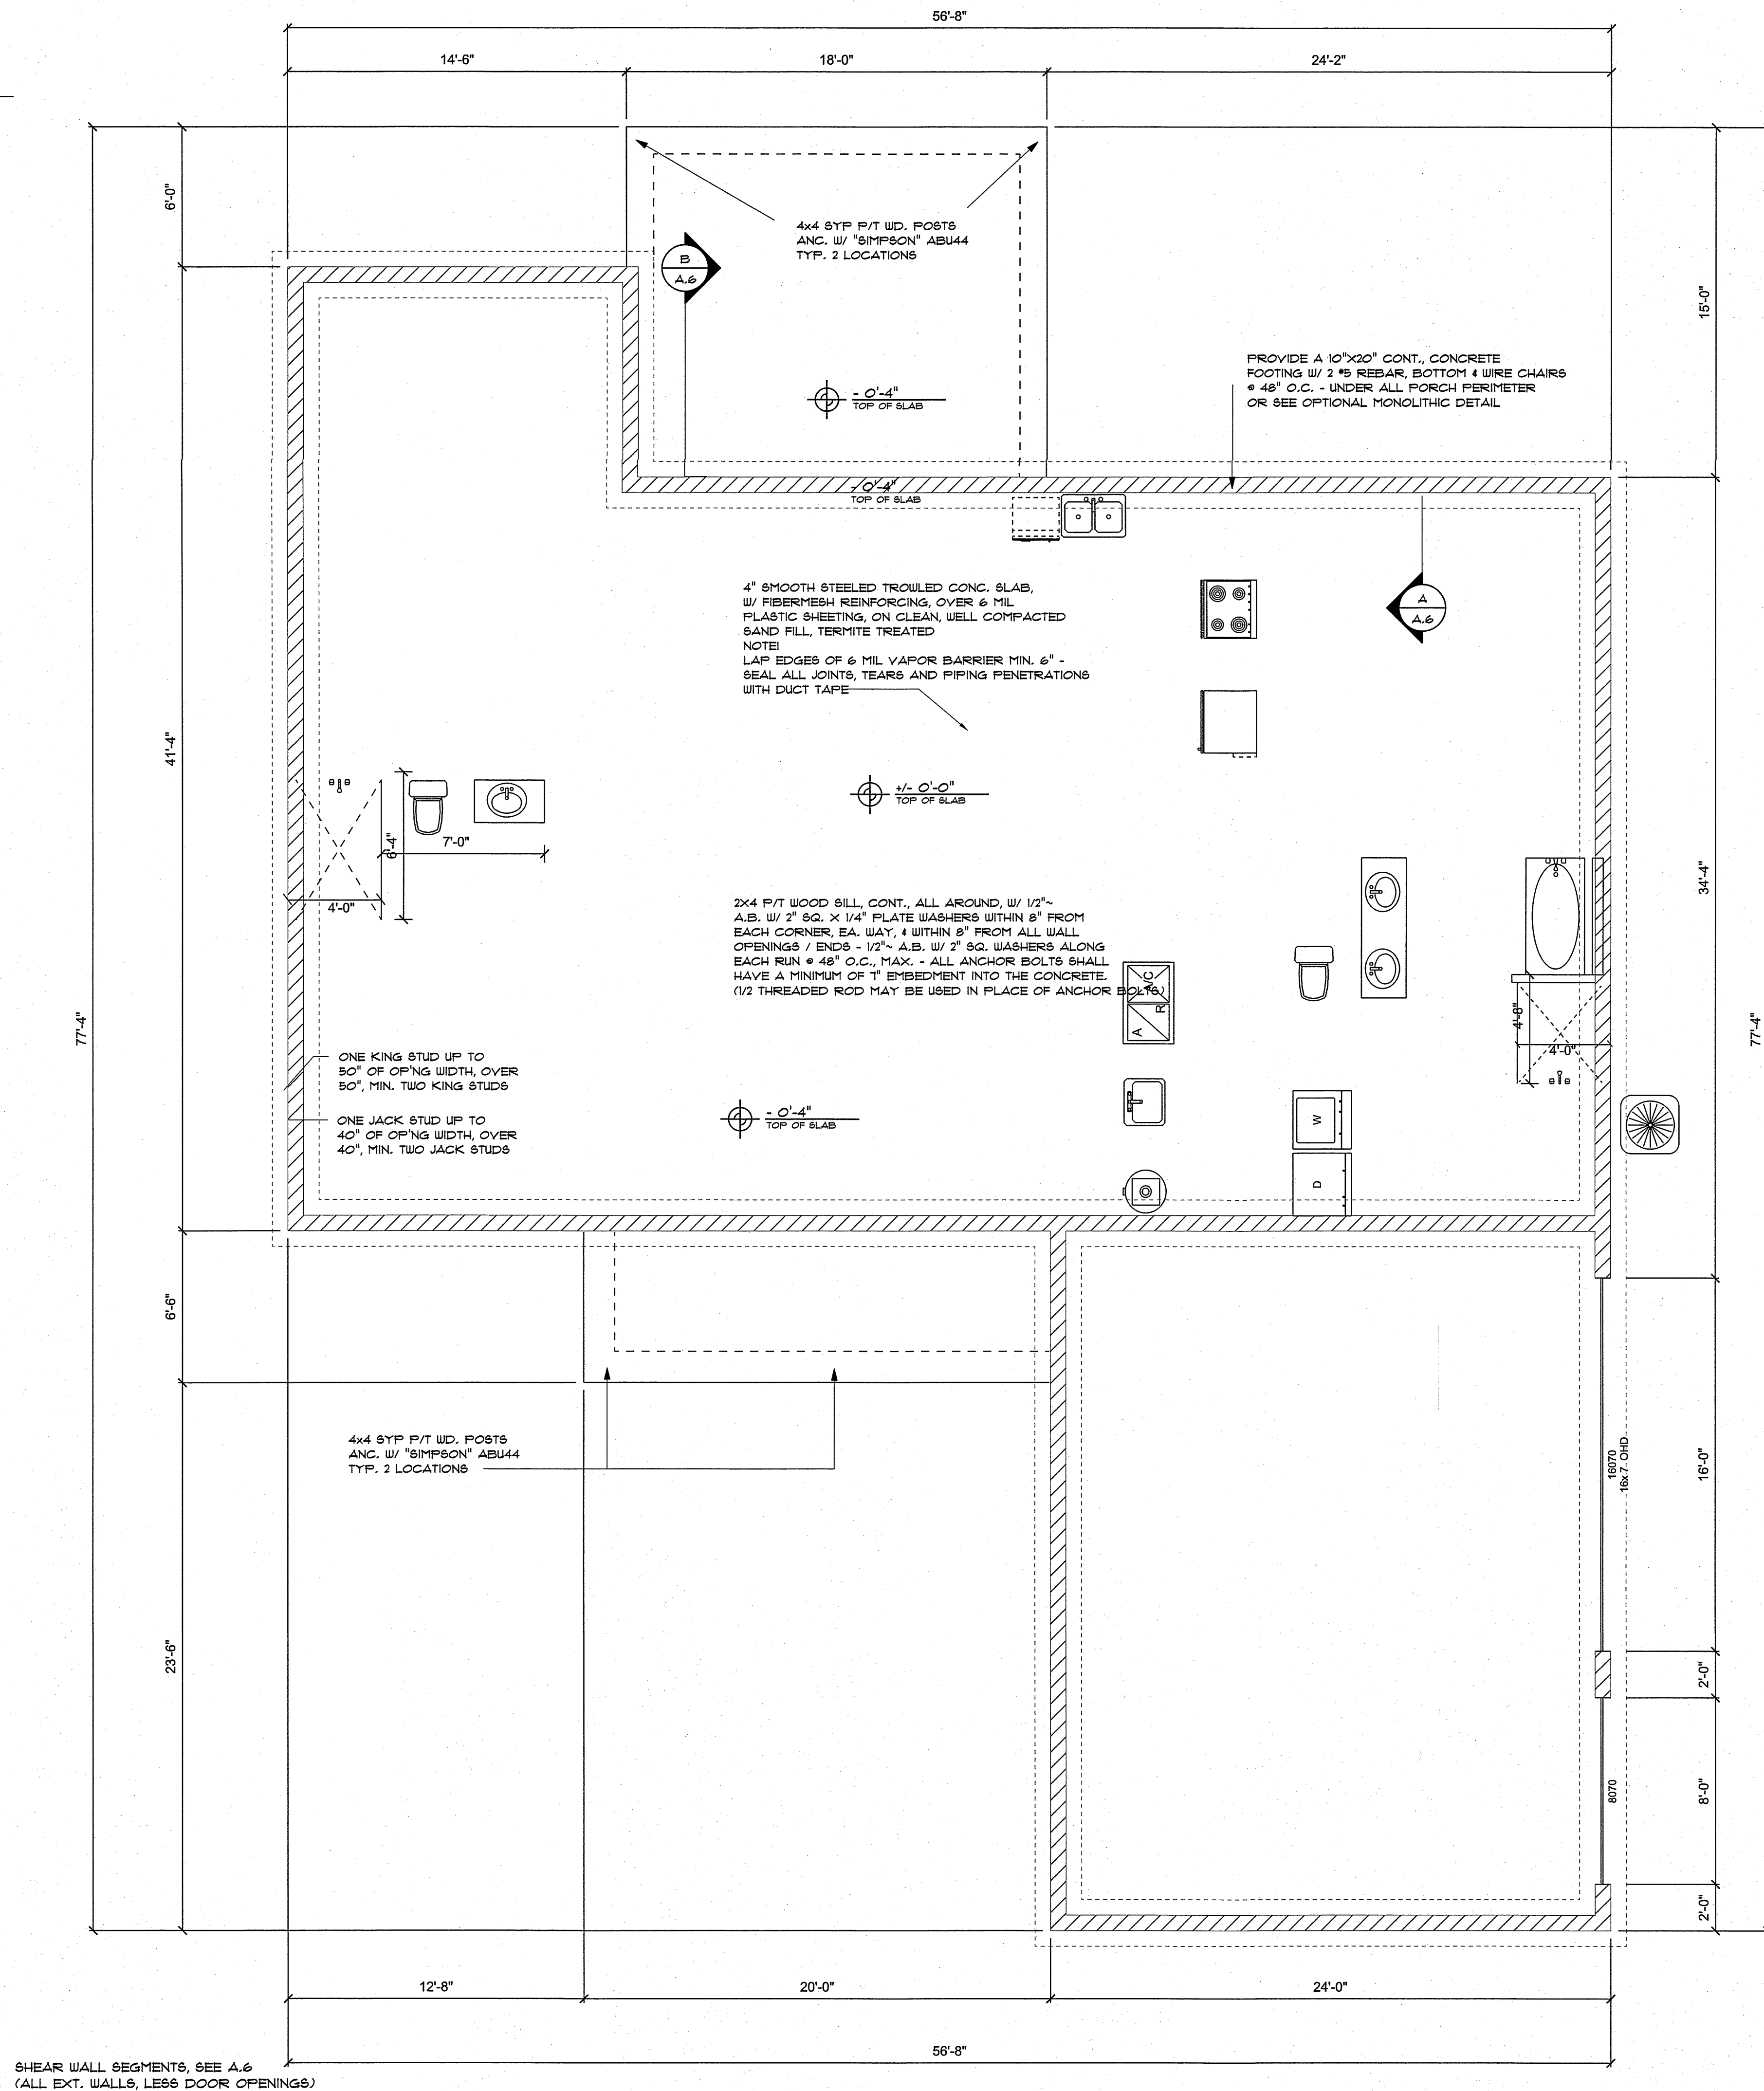 56'-8"
14'-6"
18'-0"
24'-2"
6'-0"
4x4 SYP P/T WD. POSTS
ANC. W/ "SIMPSON" ABU44
TYP. 2 LOCATIONS
B
A.6
15'-0"
PROVIDE A 10"X20" CONT., CONCRETE
FOOTING W/ 2 #5 REBAR, BOTTOM & WIRE CHAIRS
@ 48" O.C. - UNDER ALL PORCH PERIMETER
OR SEE OPTIONAL MONOLITHIC DETAIL
- 0'-4"
TOP OF SLAB
- 0'-4"
TOP OF SLAB
4" SMOOTH STEELED TROWLED CONC. SLAB,
W/ FIBERMESH REINFORCING, OVER 6 MIL
PLASTIC SHEETING, ON CLEAN, WELL COMPACTED
SAND FILL, TERMITE TREATED
NOTE!
LAP EDGES OF 6 MIL VAPOR BARRIER MIN. 6" -
SEAL ALL JOINTS, TEARS AND PIPING PENETRATIONS
WITH DUCT TAPE
A
A.6
41'-4"
+/- 0'-0"
TOP OF SLAB
6'-4"
7'-0"
4'-0"
34'-4"
2X4 P/T WOOD SILL, CONT., ALL AROUND, W/ 1/2"~
A.B. W/ 2" SQ. X 1/4" PLATE WASHERS WITHIN 8" FROM
EACH CORNER, EA. WAY, & WITHIN 8" FROM ALL WALL
OPENINGS / ENDS - 1/2"~ A.B. W/ 2" SQ. WASHERS ALONG
EACH RUN @ 48" O.C., MAX. - ALL ANCHOR BOLTS SHALL
HAVE A MINIMUM OF 7" EMBEDMENT INTO THE CONCRETE.
(1/2 THREADED ROD MAY BE USED IN PLACE OF ANCHOR BOLTS)
A/C
R
A
4'-8"
4'-0"
77'-4"
77'-4"
ONE KING STUD UP TO
50" OF OP'NG WIDTH, OVER
50", MIN. TWO KING STUDS
ONE JACK STUD UP TO
40" OF OP'NG WIDTH, OVER
40", MIN. TWO JACK STUDS
- 0'-4"
TOP OF SLAB
W
D
6'-6"
4x4 SYP P/T WD. POSTS
ANC. W/ "SIMPSON" ABU44
TYP. 2 LOCATIONS
16070
16x 7 OHD
16'-0"
23'-6"
2'-0"
8070
8'-0"
2'-0"
12'-8"
20'-0"
24'-0"
56'-8"
SHEAR WALL SEGMENTS, SEE A.6
(ALL EXT. WALLS, LESS DOOR OPENINGS)